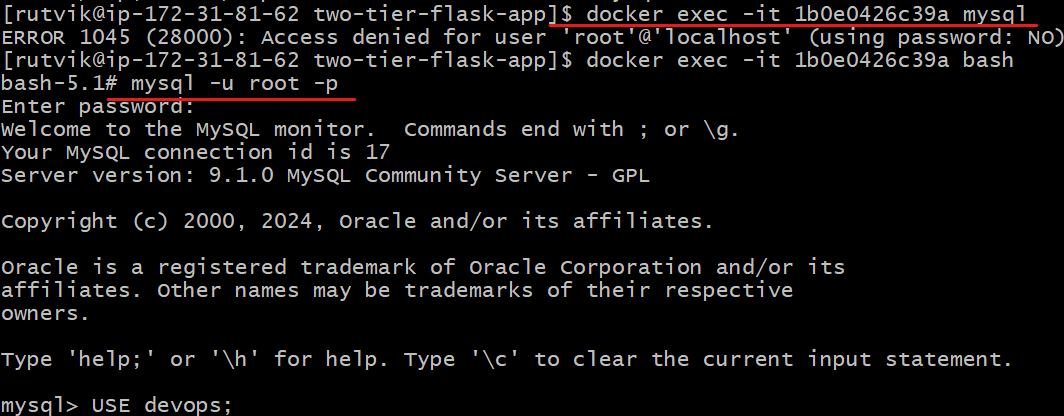 [rutvik@ip-172-31-81-62 two-tier-flask-app]$ docker exec -it 1b0e0426c39a mysql
ERROR 1045 (28000): Access denied for user 'root'@'localhost' (using password: NO)
[rutvik@ip-172-31-81-62 two-tier-flask-app]$ docker exec -it 1b0e0426c39a bash
bash-5.1# mysql -u root -p
Enter password:
Welcome to the MySQL monitor.  Commands end with ; or \g.
Your MySQL connection id is 17
Server version: 9.1.0 MySQL Community Server - GPL
Copyright (c) 2000, 2024, Oracle and/or its affiliates.
Oracle is a registered trademark of Oracle Corporation and/or its
affiliates. Other names may be trademarks of their respective
owners.
Type 'help;' or '\h' for help. Type '\c' to clear the current input statement.
mysql> USE devops;